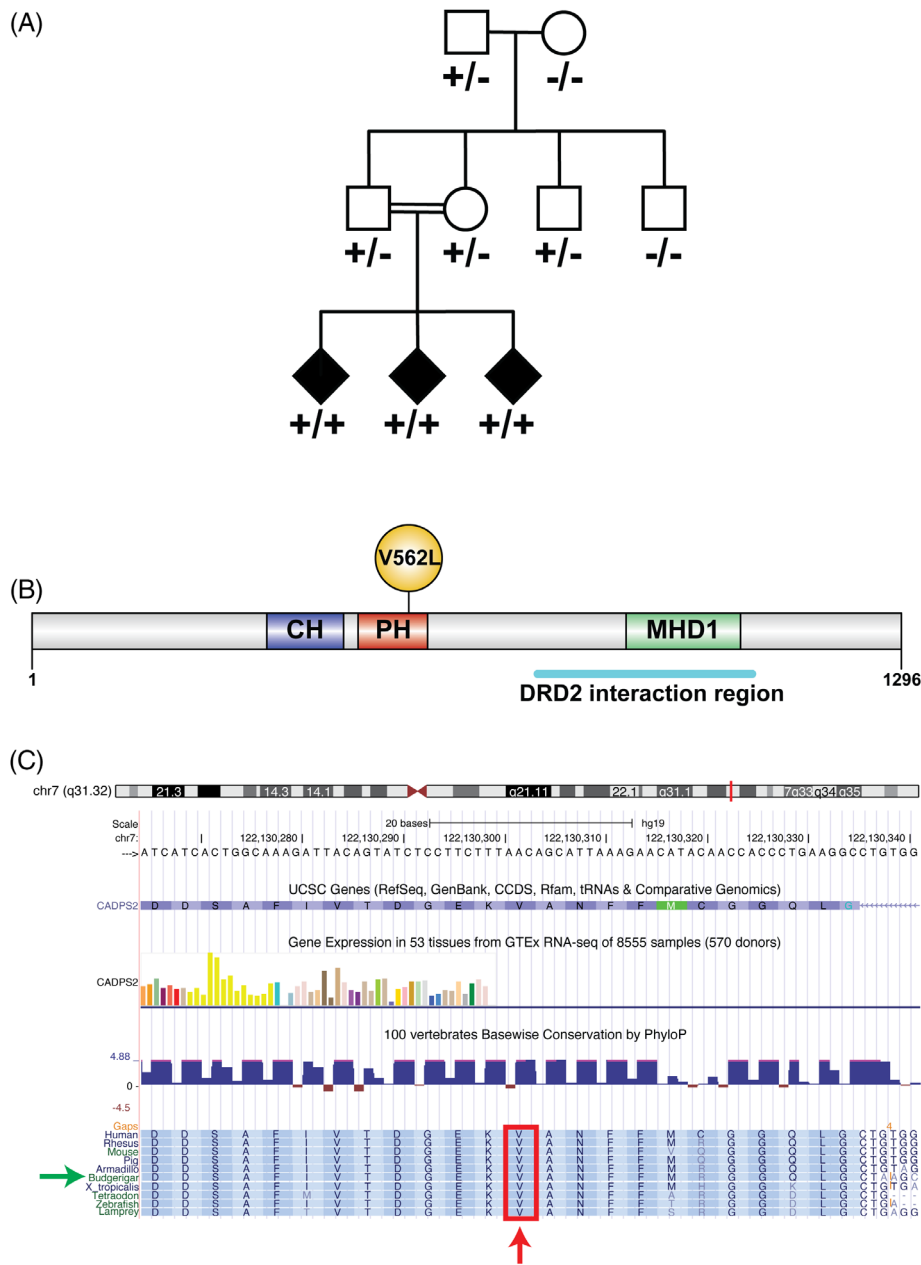 (A)
+/- -/-
+/- +/- +/- -/-
+/+ +/+ +/+
(B)
V562L
CH PH MHD1
1 1296
DRD2 interaction region
(C)
chr7 (q31.32) 21.3 14.3 14.1 q21.11 22.1 q31.1 7q33 q34 q35
Scale 20 bases hg19
chr7: 122,130,280 122,130,290 122,130,300 122,130,310 122,130,320 122,130,330 122,130,340
---> A T C A T C A C T G G C A A A G A T T A C A G T A T C T C C T T C T T T A A C A G C A T T A A A G A A C A T A C A A C C A C C C T G A A G G C C T G T G G
UCSC Genes (RefSeq, GenBank, CCDS, Rfam, tRNAs & Comparative Genomics)
CADPS2 D D S A F I V T D G E K V A N F F M C G G Q L G
Gene Expression in 53 tissues from GTEx RNA-seq of 8555 samples (570 donors)
CADPS2
100 vertebrates Basewise Conservation by PhyloP
4.88
0
-4.5
Gaps 4
Human D D S A F I V T D G E K V A N F F M C G G Q L G C T G T G G
Rhesus D D S A F I V T D G E K V A N F F M R G G Q L G C T G T G G
Mouse D D S A F I V T D G E K V A N F F V Q G G Q L G C T G T G G
Pig D D S A F I V T D G E K V A N F F M R G G Q L G C T G T G G
Armadillo D D S A F I V T D G E K V A N F F M R G G Q L G C T G T A G
Budgerigar D D S A F I V T D G E K V A N F F M R G G Q L G C T A A G C
X_tropicalis D D S A F I V T D G E K V A N F F M H G G K L G C T G T G A
Tetraodon D D S A F M V T D G E K V A N F F A R G G D L G C T G - - -
Zebrafish D D S A F I V T D G E K V A N F F T R G G Q L G C T G A - -
Lamprey D D S A F T V T D G E K V A N F F S R G G D L G C T G A G G